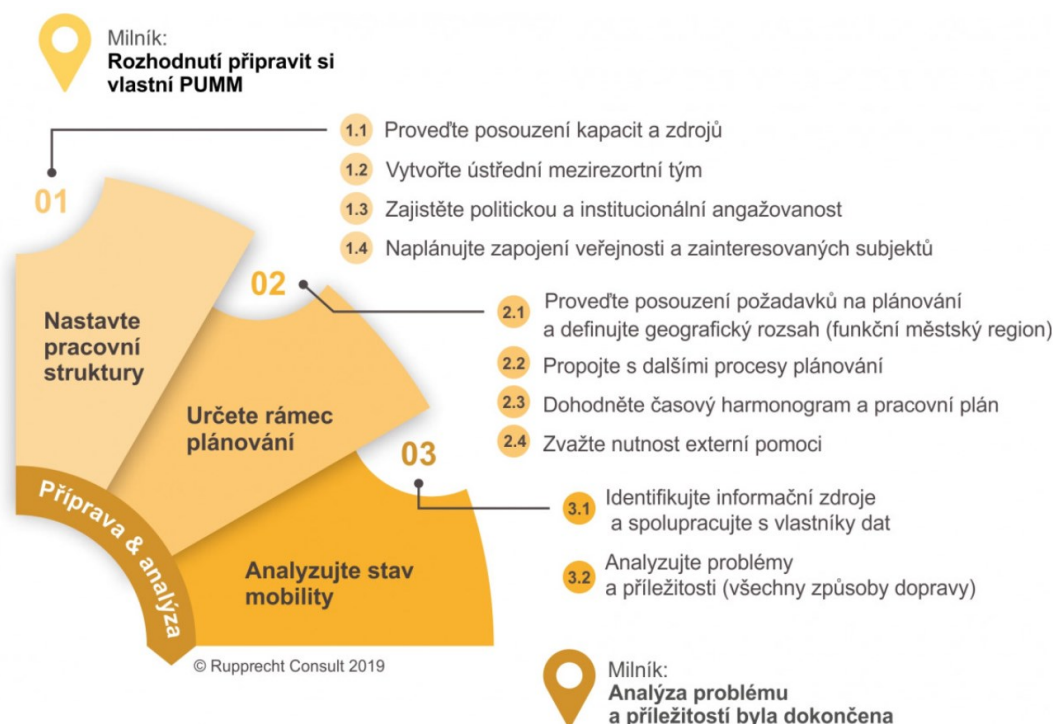 Milník:
Rozhodnutí připravit si
vlastní PUMM
01
1.1 Proveďte posouzení kapacit a zdrojů
1.2 Vytvořte ústřední mezirezortní tým
1.3 Zajistěte politickou a institucionální angažovanost
1.4 Naplánujte zapojení veřejnosti a zainteresovaných subjektů
Nastavte
pracovní
struktury
02
2.1 Proveďte posouzení požadavků na plánování
a definujte geografický rozsah (funkční městský region)
2.2 Propojte s dalšími procesy plánování
2.3 Dohodněte časový harmonogram a pracovní plán
2.4 Zvažte nutnost externí pomoci
Určete rámec
plánování
03
3.1 Identifikujte informační zdroje
a spolupracujte s vlastníky dat
3.2 Analyzujte problémy
a příležitosti (všechny způsoby dopravy)
Analyzujte stav
mobility
Příprava & analýza
© Rupprecht Consult 2019
Milník:
Analýza problému
a příležitostí byla dokončena